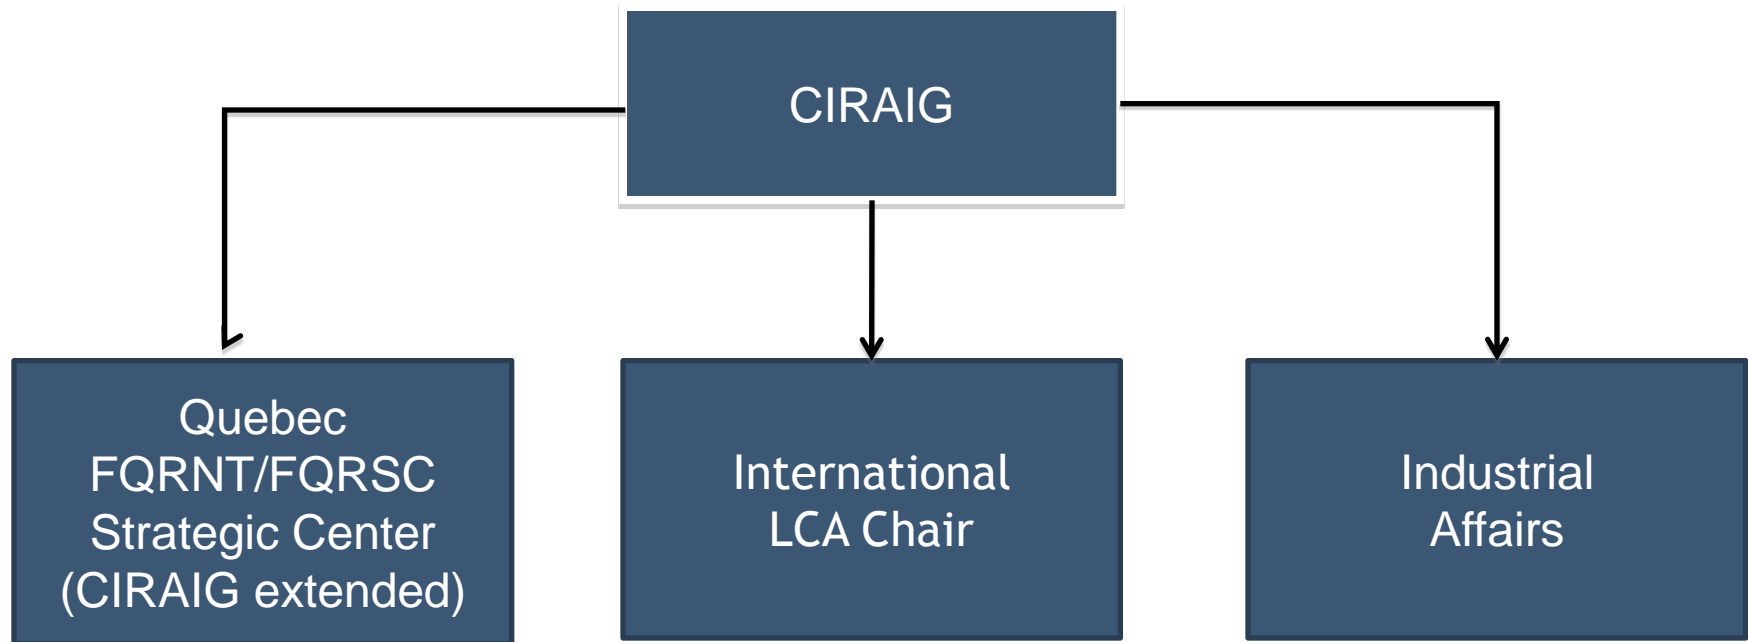 CIRAIG
Quebec
FQRNT/FQRSC
Strategic Center
(CIRAIG extended)
International
LCA Chair
Industrial
Affairs